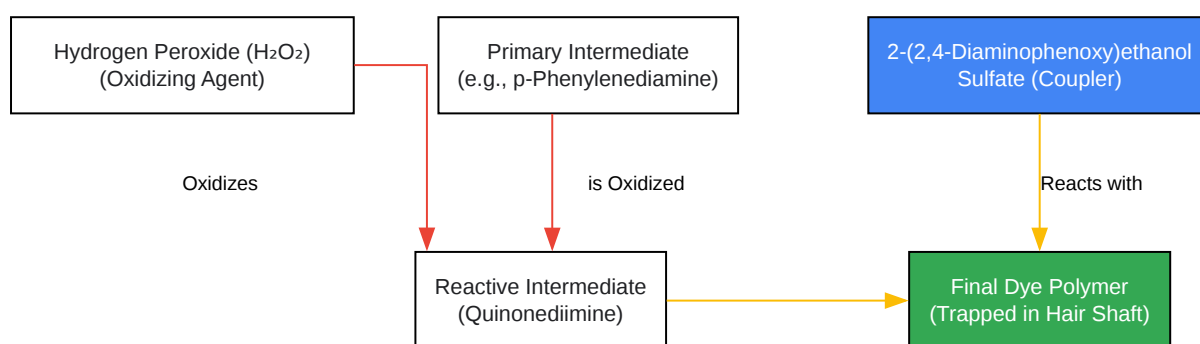 Hydrogen Peroxide (H₂O₂)
(Oxidizing Agent)
Primary Intermediate
(e.g., p-Phenylenediamine)
2-(2,4-Diaminophenoxy)ethanol
Sulfate (Coupler)
Oxidizes
is Oxidized
Reacts with
Reactive Intermediate
(Quinonediimine)
Final Dye Polymer
(Trapped in Hair Shaft)